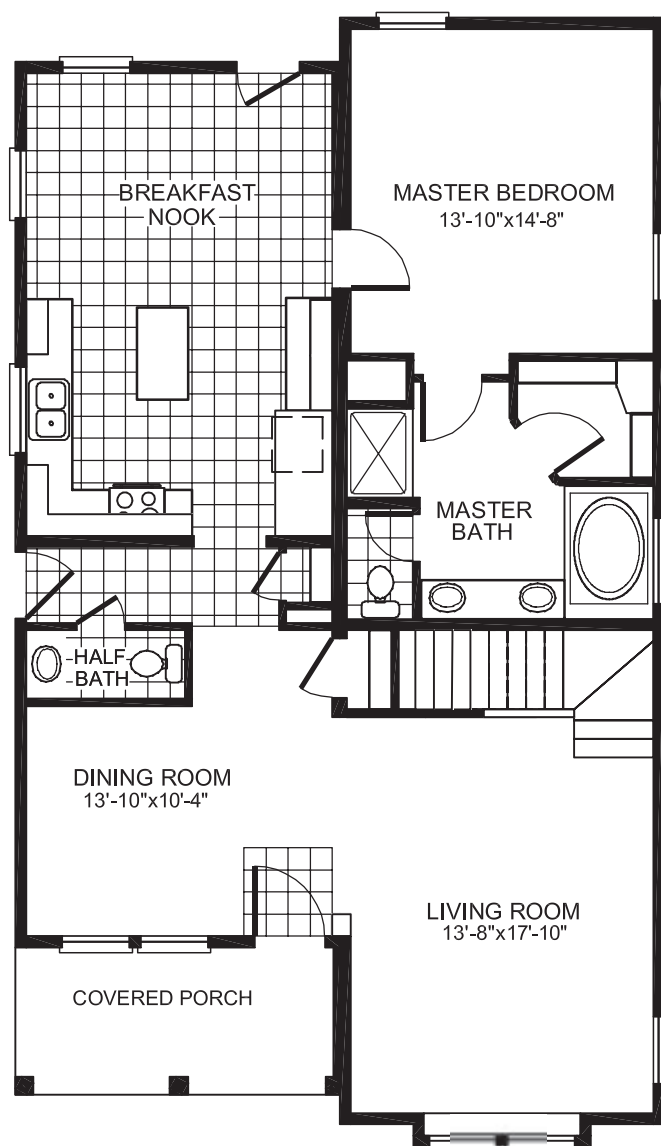 BREAKFAST
NOOK
MASTER BEDROOM
13'-10"x14'-8"
MASTER
BATH
HALF
BATH
DINING ROOM
13'-10"x10'-4"
LIVING ROOM
13'-8"x17'-10"
COVERED PORCH